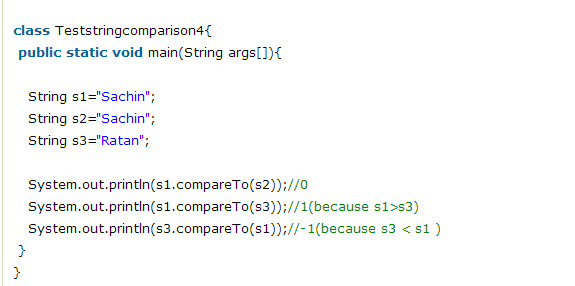 class Teststringcomparison4{
public static void main(String args[]){
String s1="Sachin";
String s2="Sachin";
String s3="Ratan";
System.out.println(s1.compareTo(s2));//0
System.out.println(s1.compareTo(s3));//1(because s1>s3)
System.out.println(s3.compareTo(s1));//-1(because s3 < s1 )
}
}